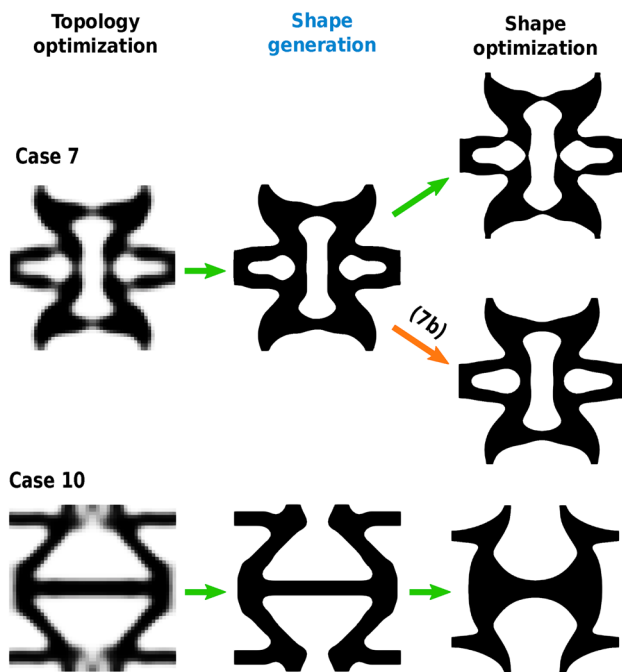 Topology
optimization
Shape
generation
Shape
optimization
Case 7
(7b)
Case 10